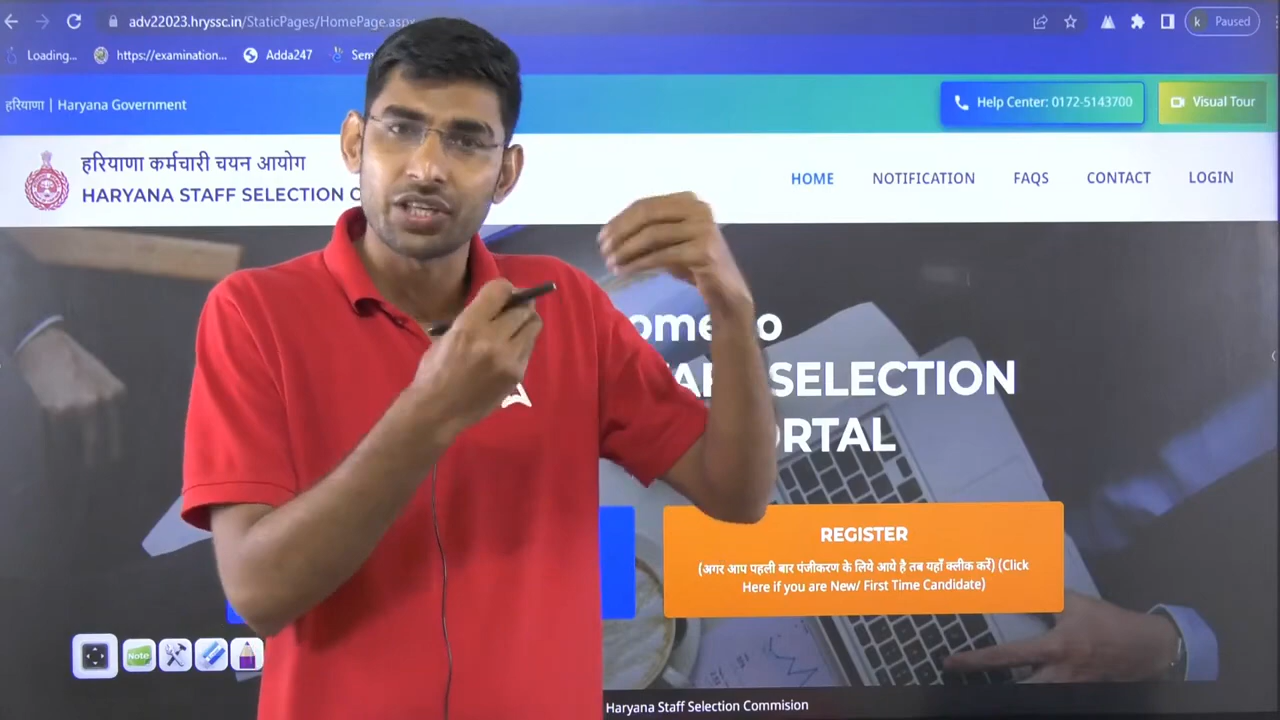 adv22023.hryssc.in/StaticPages/HomePage.aspx
k Paused
Loading...
https://examination...
Adda247
Sem
हरियाणा | Haryana Government
Help Center: 0172-5143700
Visual Tour
हरियाणा कर्मचारी चयन आयोग
HARYANA STAFF SELECTION
HOME NOTIFICATION FAQS CONTACT LOGIN
SELECTION
REGISTER
(अगर आप पहली बार पंजीकरण के लिये आये है तब यहाँ क्लीक करें) (Click
Here if you are New/ First Time Candidate)
Note
Haryana Staff Selection Commision